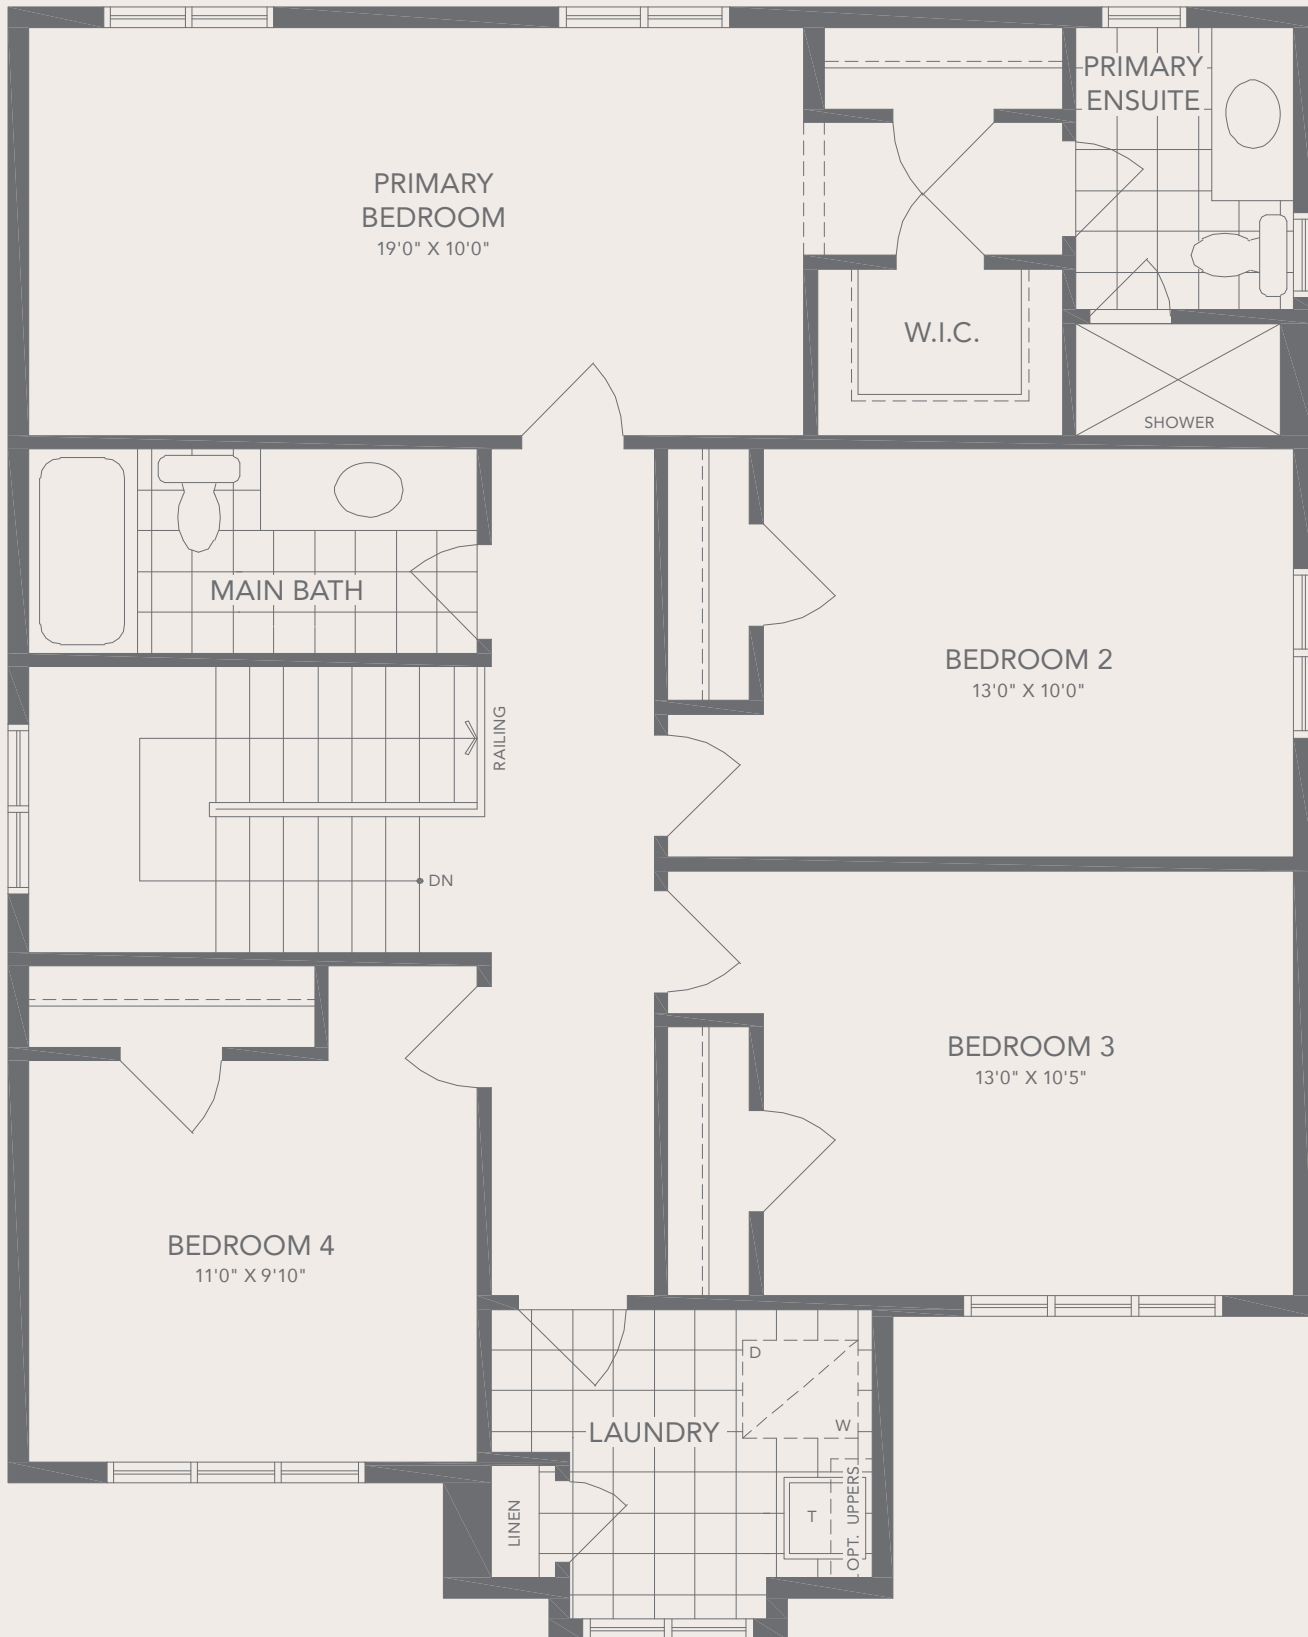 PRIMARY
ENSUITE
PRIMARY
BEDROOM
19'0" X 10'0"
W.I.C.
SHOWER
MAIN BATH
BEDROOM 2
13'0" X 10'0"
RAILING
DN
BEDROOM 3
13'0" X 10'5"
BEDROOM 4
11'0" X 9'10"
D
W
LAUNDRY
LINEN
T
OPT. UPPERS